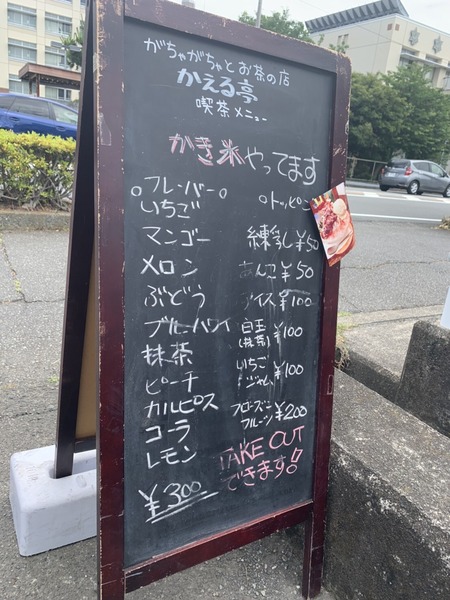 がちゃがちゃとお茶の店
かえる亭
喫茶メニュー
かき氷やってます
。フレーバー。
いちご
マンゴー
メロン
ぶどう
ブルーハワイ
抹茶
ピーチ
カルピス
コーラ
レモン
¥300
。トッピン
練乳¥50
あんこ¥50
アイス¥100
白玉
(抹茶)¥100
いちご
ジャム¥100
フローズン
フルーツ¥200
TAKE OUT
できます!!